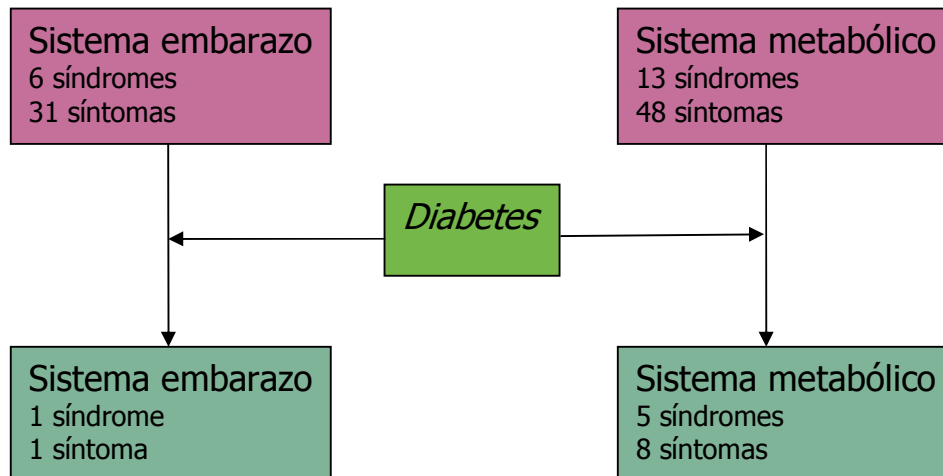 Sistema embarazo
6 síndromes
31 síntomas
Sistema metabólico
13 síndromes
48 síntomas
Diabetes
Sistema embarazo
1 síndrome
1 síntoma
Sistema metabólico
5 síndromes
8 síntomas